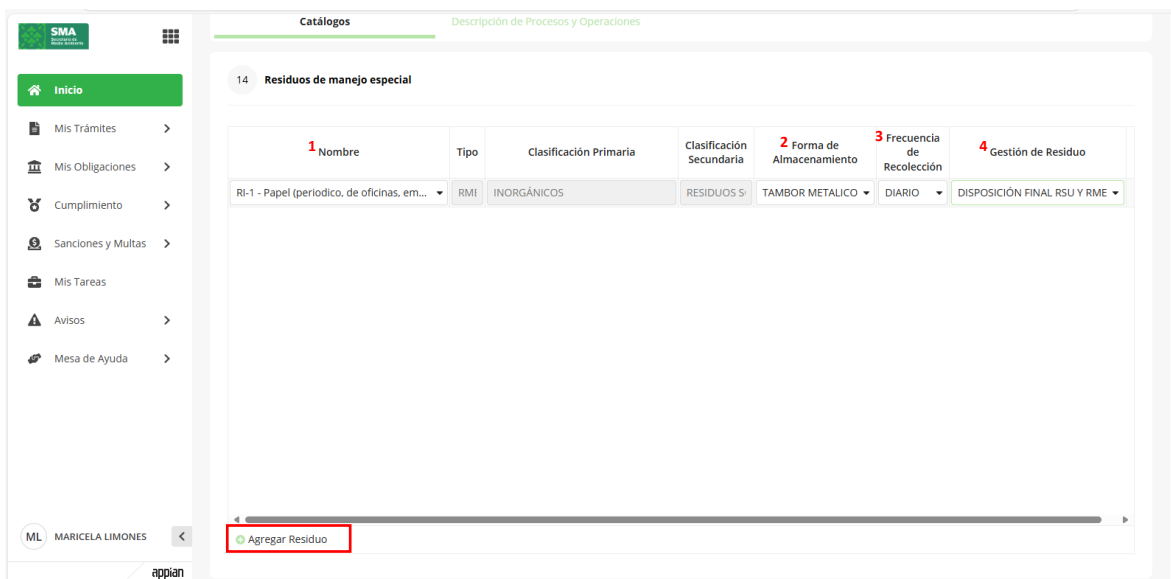 SMA
Secretaría de
Medio Ambiente
Catálogos
Descripción de Procesos y Operaciones
Inicio
Mis Trámites
Mis Obligaciones
Cumplimiento
Sanciones y Multas
Mis Tareas
Avisos
Mesa de Ayuda
ML MARICELA LIMONES
appian
14 Residuos de manejo especial
1 Nombre
Tipo
Clasificación Primaria
Clasificación
Secundaria
2 Forma de
Almacenamiento
3 Frecuencia
de
Recolección
4 Gestión de Residuo
RI-1 - Papel (periodico, de oficinas, em...
RME
INORGÁNICOS
RESIDUOS S
TAMBOR METALICO
DIARIO
DISPOSICIÓN FINAL RSU Y RME
Agregar Residuo